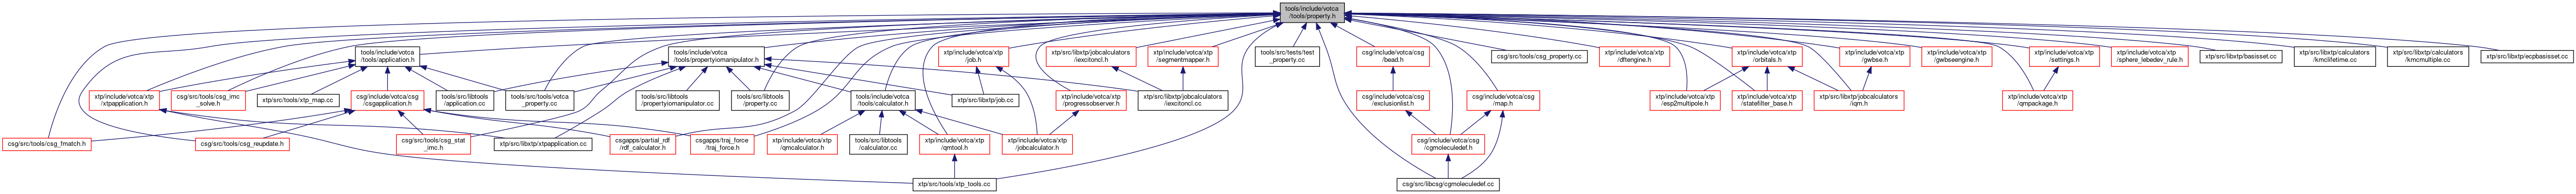 tools/include/votca
/tools/property.h
tools/include/votca
/tools/application.h
tools/include/votca
/tools/propertyiomanipulator.h
xtp/include/votca/xtp
/job.h
xtp/src/libxtp/jobcalculators
/iexcitoncl.h
xtp/include/votca/xtp
/segmentmapper.h
tools/src/tests/test
_property.cc
csg/include/votca/csg
/bead.h
csg/src/tools/csg_property.cc
xtp/include/votca/xtp
/dftengine.h
xtp/include/votca/xtp
/orbitals.h
xtp/include/votca/xtp
/gwbse.h
xtp/include/votca/xtp
/gwbseengine.h
xtp/include/votca/xtp
/settings.h
xtp/include/votca/xtp
/sphere_lebedev_rule.h
xtp/src/libxtp/basisset.cc
xtp/src/libxtp/calculators
/kmclifetime.cc
xtp/src/libxtp/calculators
/kmcmultiple.cc
xtp/src/libxtp/ecpbasisset.cc
xtp/include/votca/xtp
/xtpapplication.h
csg/src/tools/csg_imc
_solve.h
xtp/src/tools/xtp_map.cc
csg/include/votca/csg
/csgapplication.h
tools/src/libtools
/application.cc
tools/src/tools/votca
_property.cc
tools/src/libtools
/propertyiomanipulator.cc
tools/src/libtools
/property.cc
tools/include/votca
/tools/calculator.h
xtp/src/libxtp/job.cc
xtp/include/votca/xtp
/progressobserver.h
xtp/src/libxtp/jobcalculators
/iexcitoncl.cc
csg/include/votca/csg
/exclusionlist.h
csg/include/votca/csg
/map.h
xtp/include/votca/xtp
/esp2multipole.h
xtp/include/votca/xtp
/statefilter_base.h
xtp/src/libxtp/jobcalculators
/iqm.h
xtp/include/votca/xtp
/qmpackage.h
csg/src/tools/csg_fmatch.h
csg/src/tools/csg_reupdate.h
csg/src/tools/csg_stat
_imc.h
xtp/src/libxtp/xtpapplication.cc
csgapps/partial_rdf
/rdf_calculator.h
csgapps/traj_force
/traj_force.h
xtp/include/votca/xtp
/qmcalculator.h
tools/src/libtools
/calculator.cc
xtp/include/votca/xtp
/qmtool.h
xtp/include/votca/xtp
/jobcalculator.h
csg/include/votca/csg
/cgmoleculedef.h
xtp/src/tools/xtp_tools.cc
csg/src/libcsg/cgmoleculedef.cc